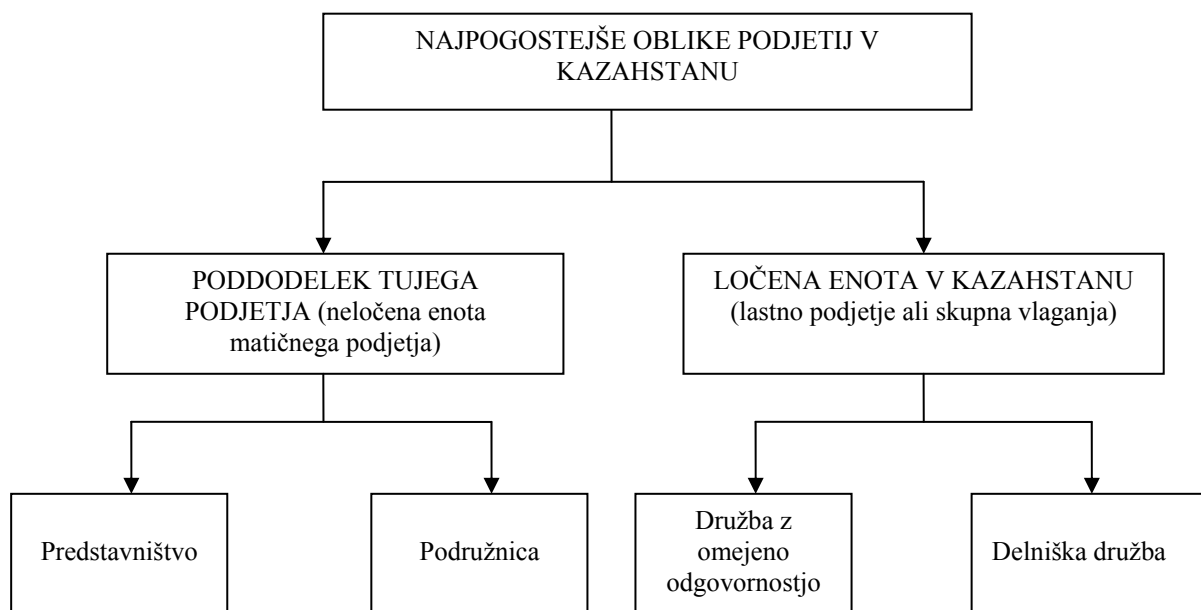 NAJPOGOSTEJŠE OBLIKE PODJETIJ V
KAZAHSTANU
PODDODELEK TUJEGA
PODJETJA (neločena enota
matičnega podjetja)
LOČENA ENOTA V KAZAHSTANU
(lastno podjetje ali skupna vlaganja)
Predstavništvo
Podružnica
Družba z
omejeno
odgovornostjo
Delniška družba